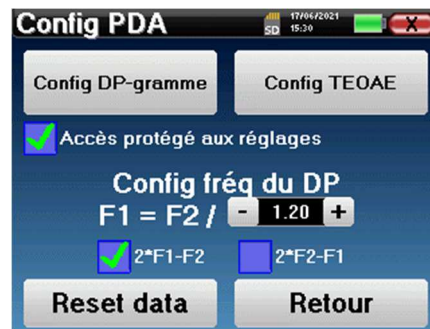 Config PDA
SD
17/06/2021
15:30
X
Config DP-gramme
Config TEOAE
Accès protégé aux réglages
Config fréq du DP
F1 = F2 / - 1.20 +
2*F1-F2
2*F2-F1
Reset data
Retour